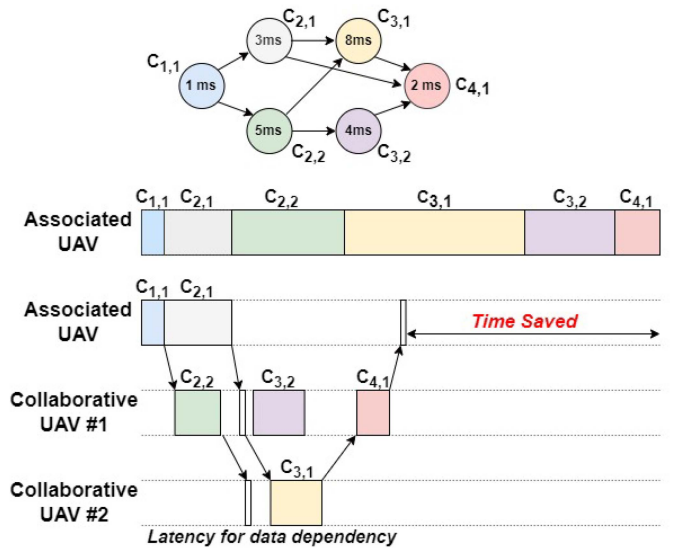 C2,1
C3,1
3ms
8ms
C1,1
1 ms
2 ms
C4,1
5ms
4ms
C2,2
C3,2
C1,1 C2,1 C2,2 C3,1 C3,2 C4,1
Associated
UAV
C1,1 C2,1
Associated
UAV
Time Saved
C2,2 C3,2 C4,1
Collaborative
UAV #1
C3,1
Collaborative
UAV #2
Latency for data dependency